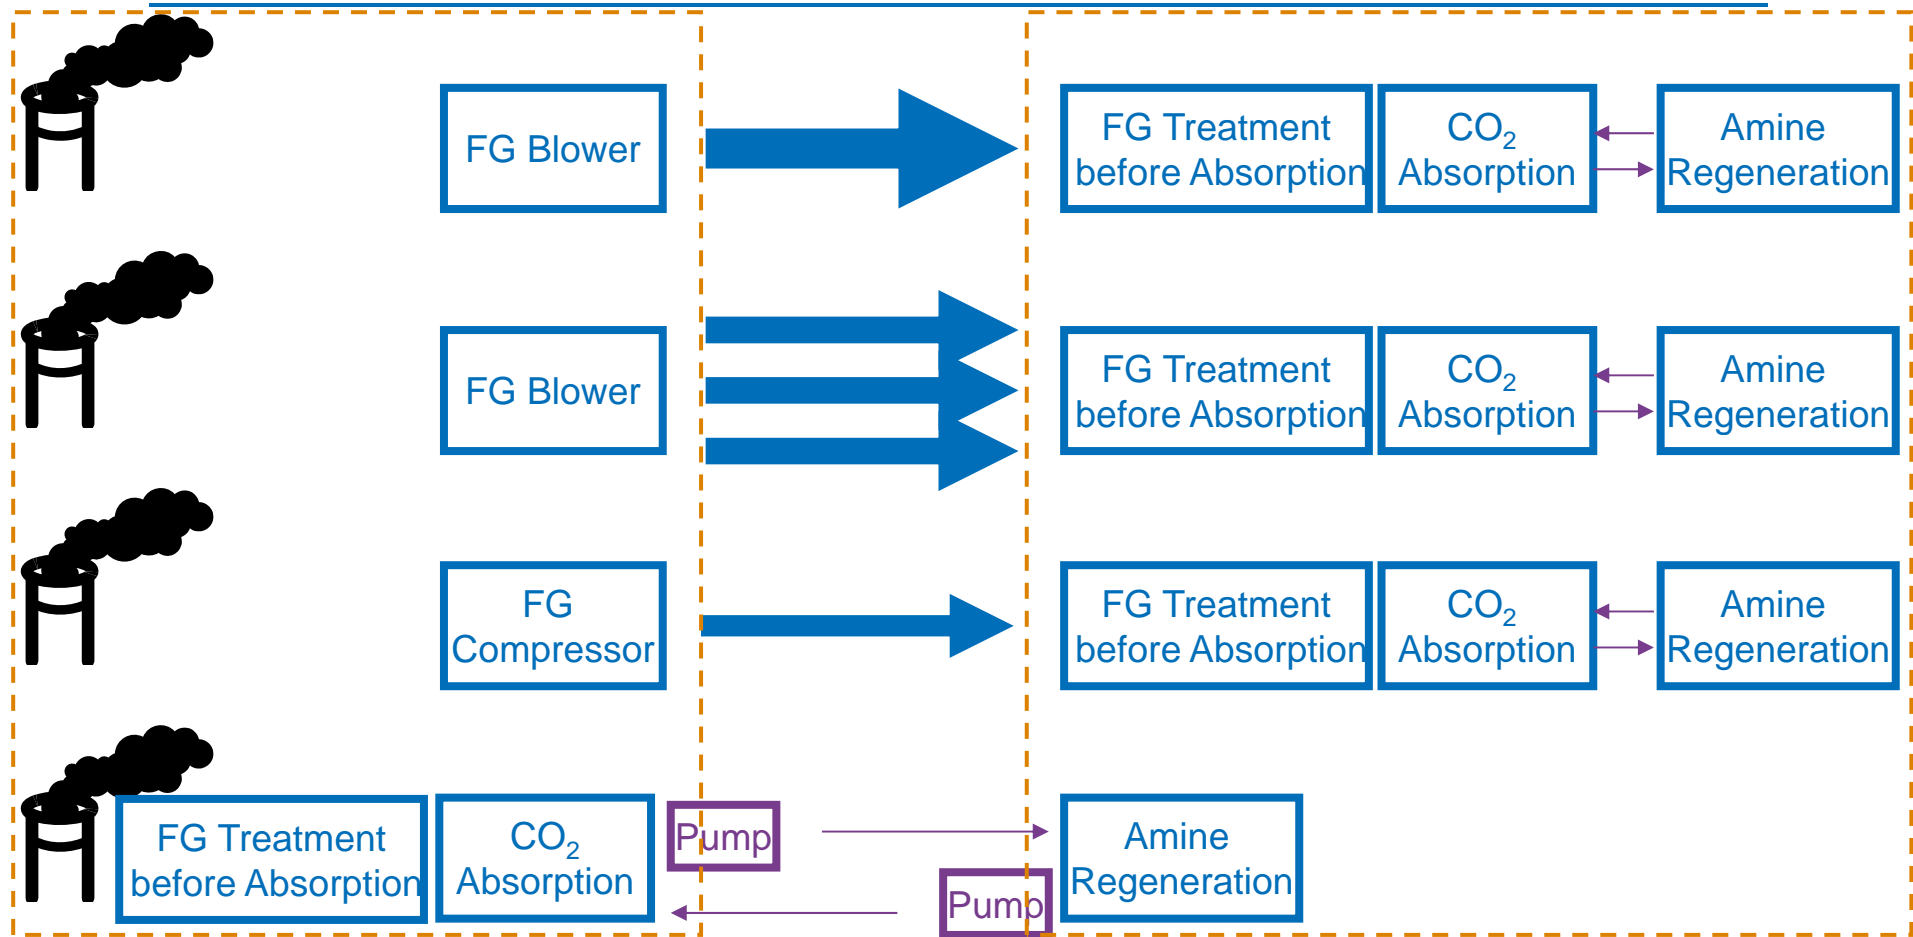 FG Blower
FG Treatment
before Absorption
CO₂
Absorption
Amine
Regeneration
FG Blower
FG Treatment
before Absorption
CO₂
Absorption
Amine
Regeneration
FG
Compressor
FG Treatment
before Absorption
CO₂
Absorption
Amine
Regeneration
FG Treatment
before Absorption
CO₂
Absorption
Pump
Pump
Amine
Regeneration